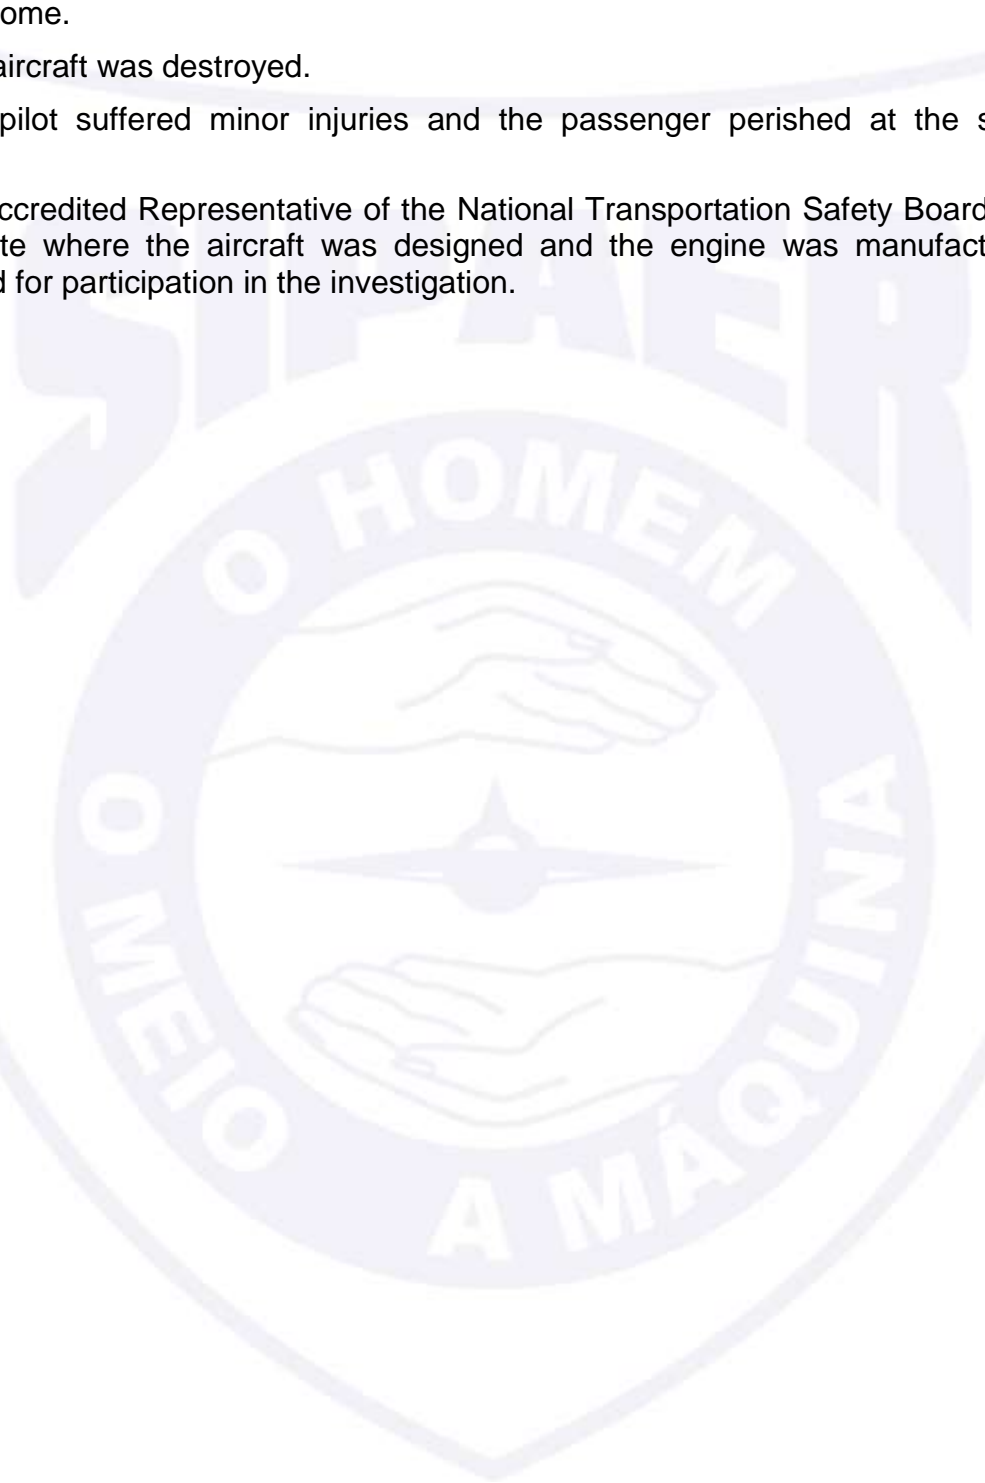 ome.
aircraft was destroyed.
pilot suffered minor injuries and the passenger perished at the s
ccredited Representative of the National Transportation Safety Board
te where the aircraft was designed and the engine was manufact
d for participation in the investigation.
SIPAER
O HOMEM
O MEIO
A MÁQUINA